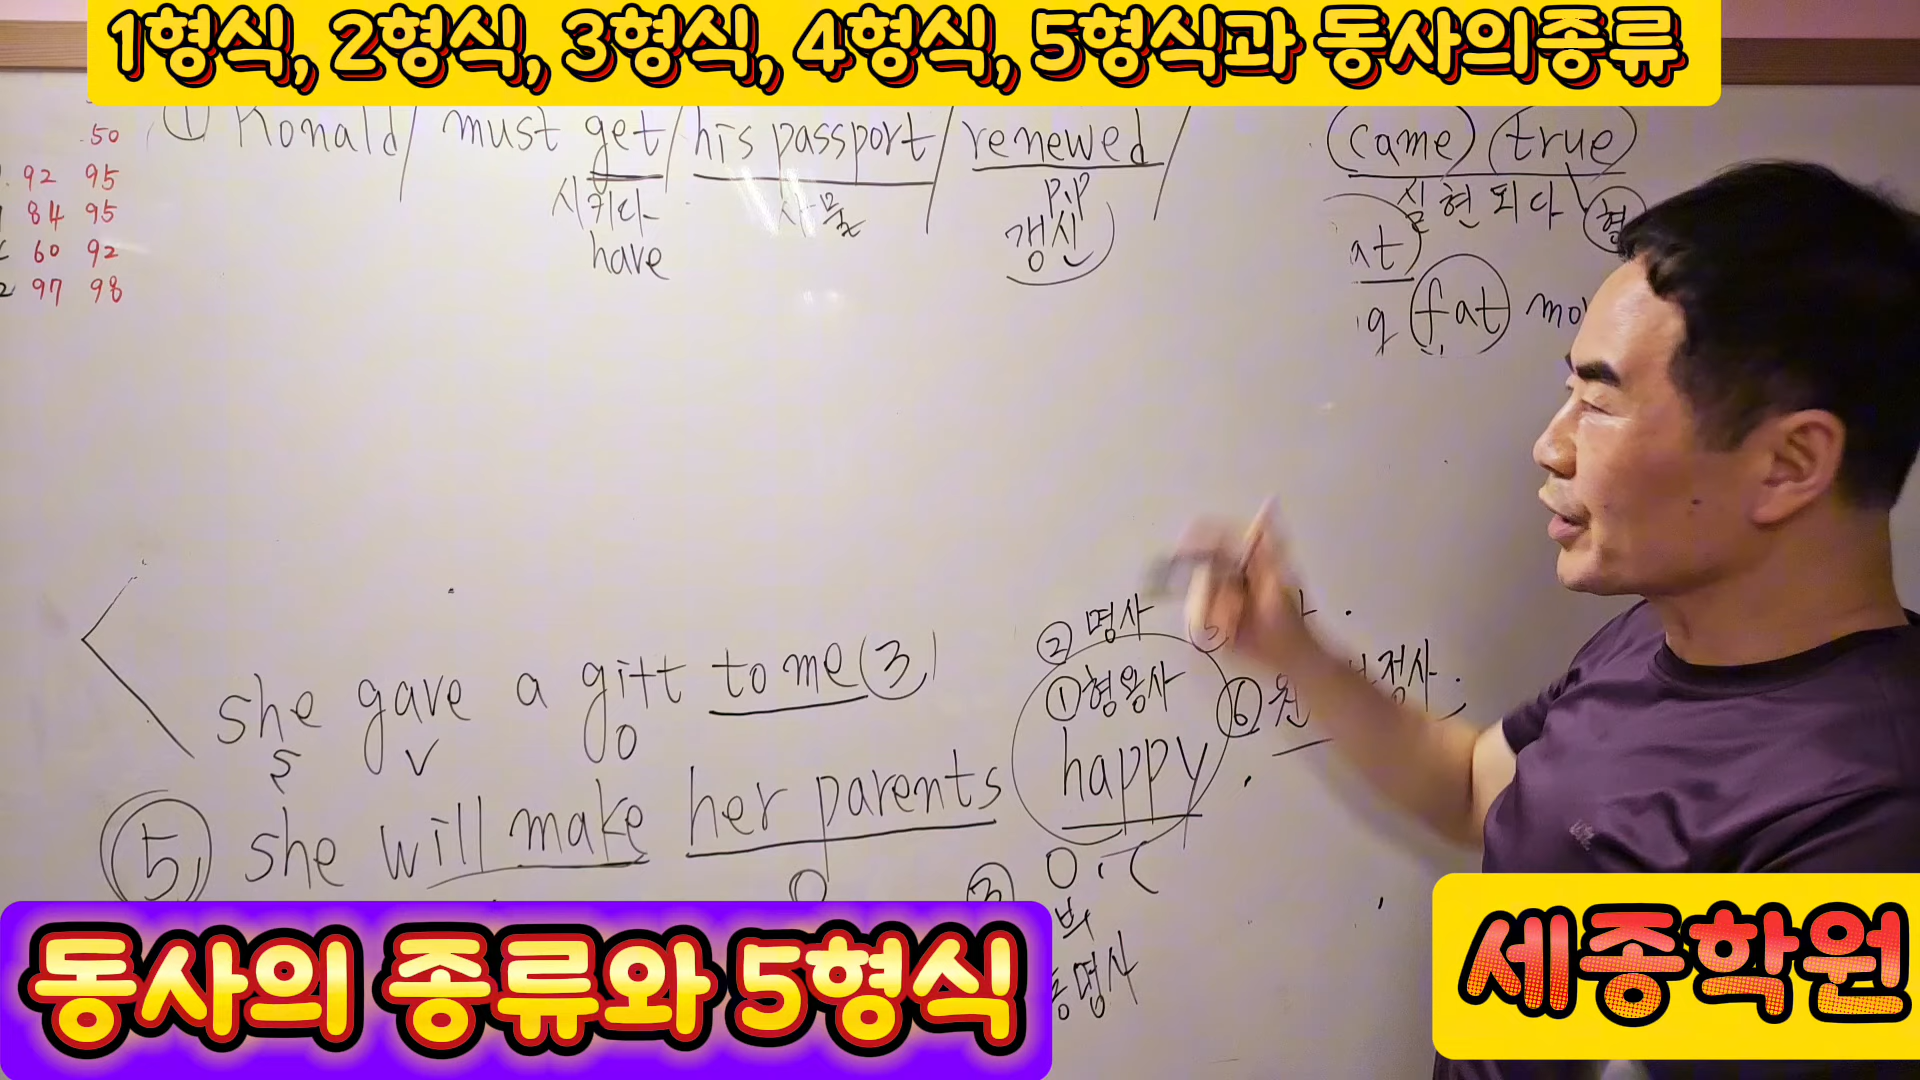 1형식, 2형식, 3형식, 4형식, 5형식과 동사의종류
① Ronald / must get / his passport / renewed /
시키다 사물 p.p
have 갱신
came true
실현되다 형
at
fat
50
92 95
84 95
60 92
97 98
she gave a gift to me ③
S V O
② 명사
① 형용사
⑥ 원
⑤ she will make her parents happy
O O.C
③
동명사
동사의 종류와 5형식
세종학원